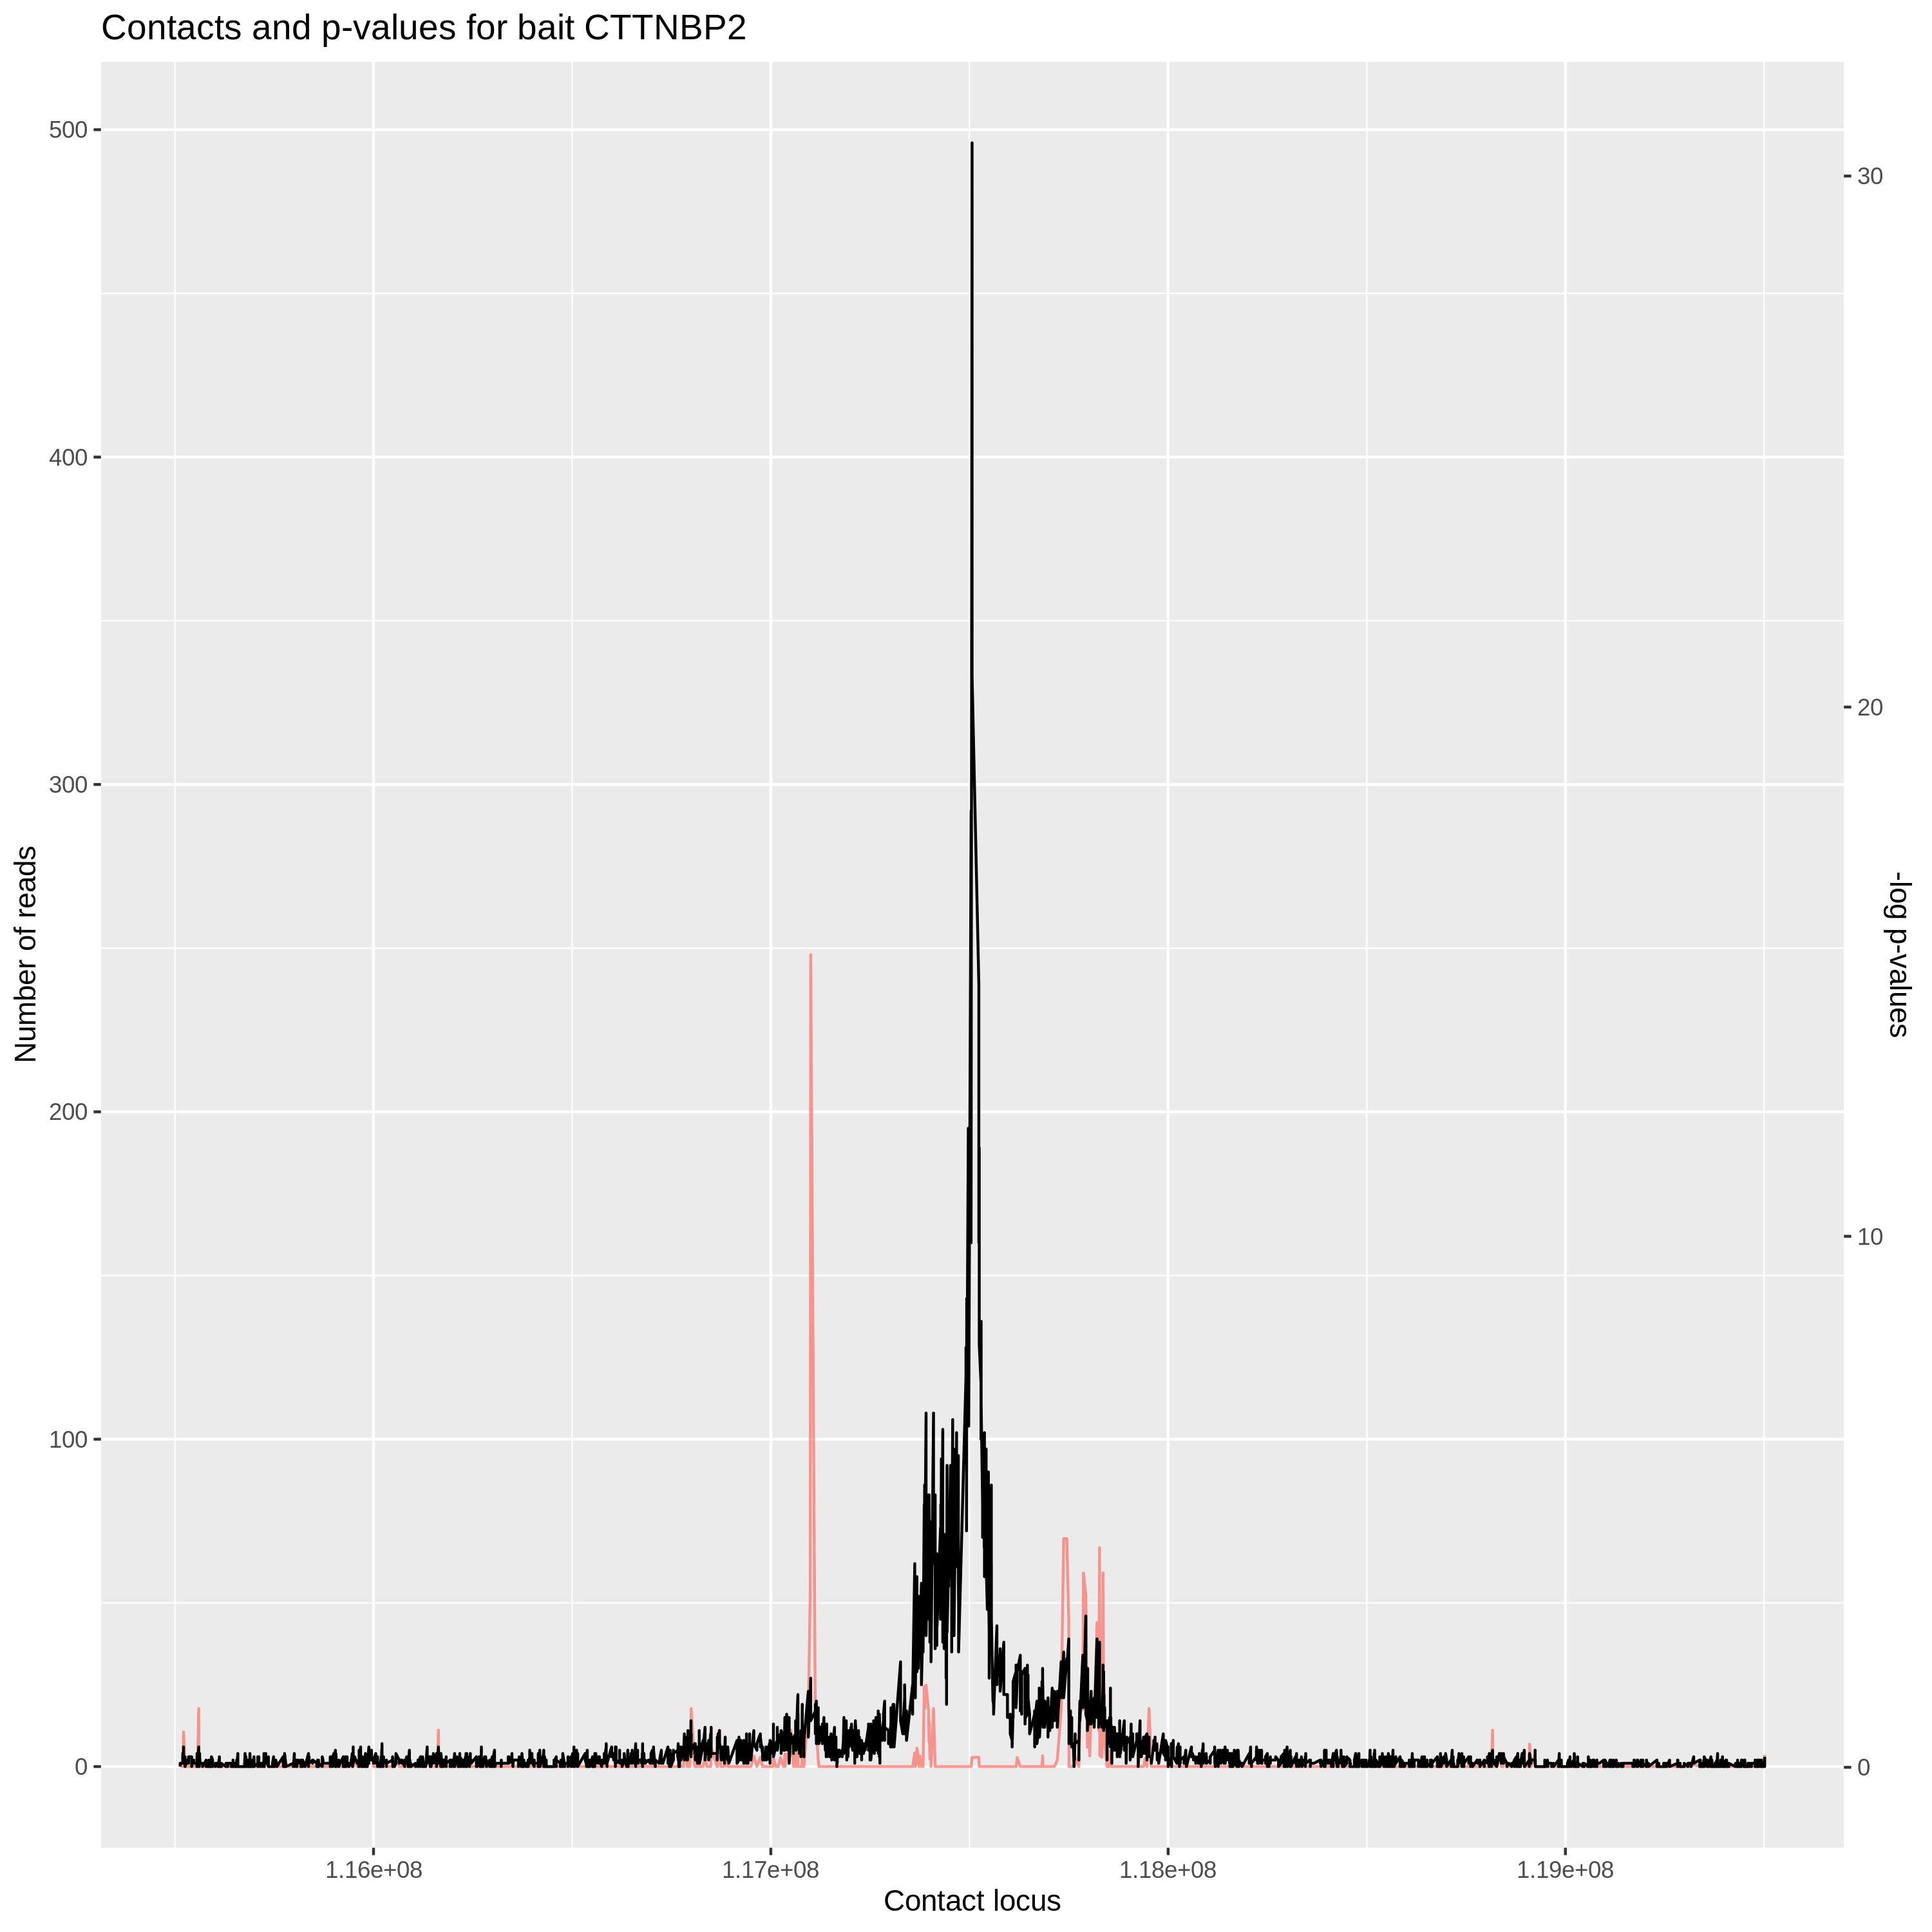 Contacts and p-values for bait CTTNBP2
500
400
300
200
100
0
Number of reads
30
20
10
0
-log p-values
1.16e+08
1.17e+08
1.18e+08
1.19e+08
Contact locus